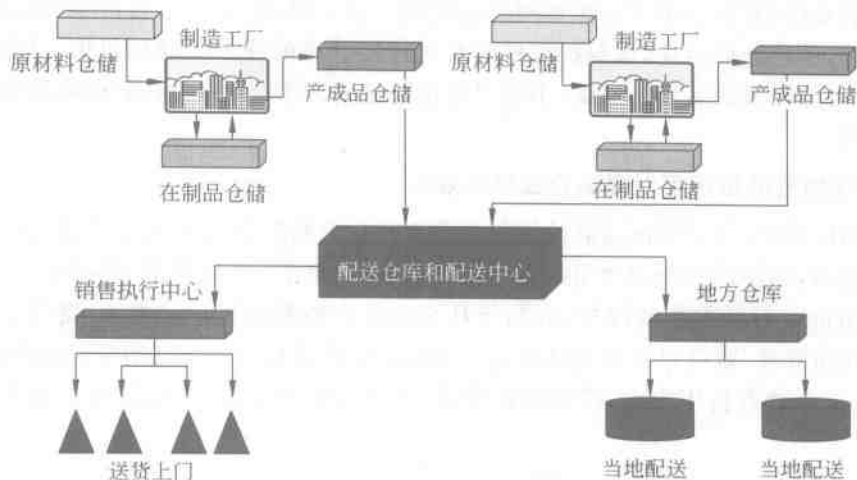 制造工厂
原材料仓储
产成品仓储
在制品仓储
制造工厂
原材料仓储
产成品仓储
在制品仓储
配送仓库和配送中心
销售执行中心
地方仓库
送货上门
当地配送
当地配送